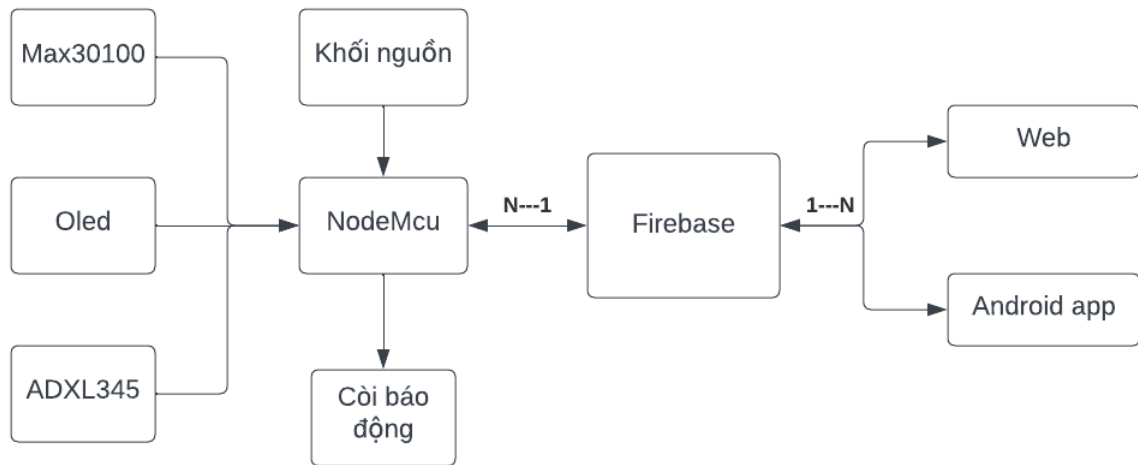 Max30100
Khối nguồn
Web
Oled
NodeMcu
N---1
Firebase
1---N
Android app
ADXL345
Còi báo
động